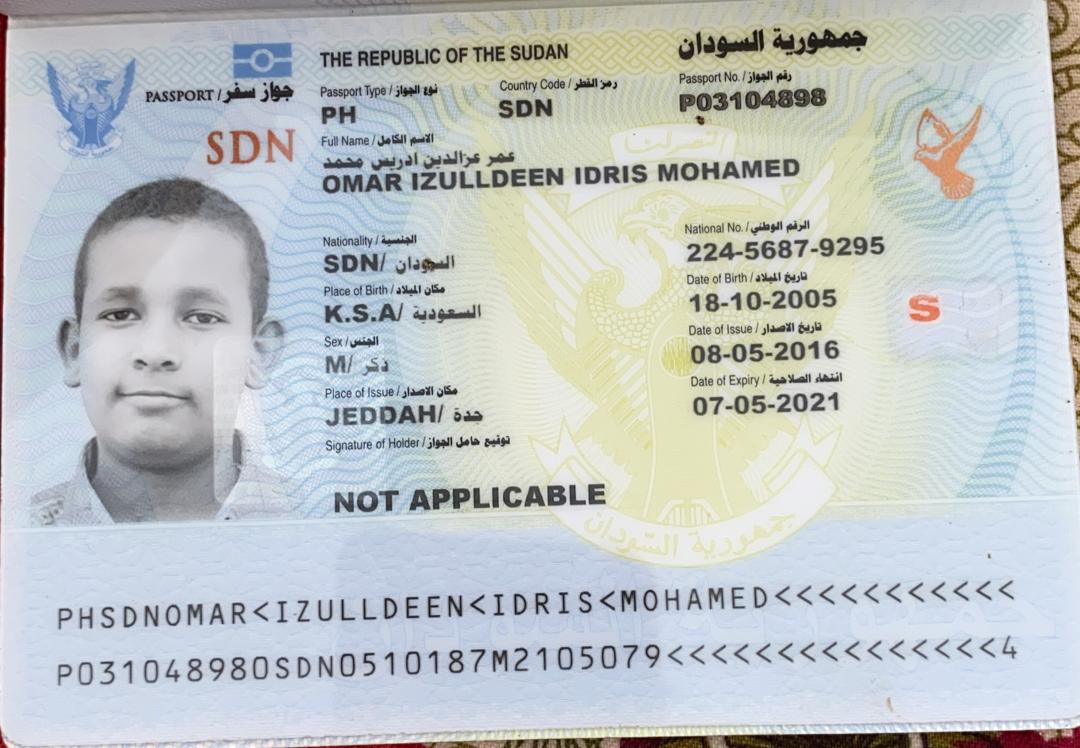 THE REPUBLIC OF THE SUDAN
جمهورية السودان
PASSPORT / جواز سفر
SDN
Passport Type / نوع الجواز
PH
Country Code / رمز القطر
SDN
Passport No. / رقم الجواز
P03104898
Full Name / الاسم الكامل
عمر عزالدين ادريس محمد
OMAR IZULLDEEN IDRIS MOHAMED
Nationality / الجنسية
SDN/ السودان
National No. / الرقم الوطني
224-5687-9295
Place of Birth / مكان الميلاد
K.S.A/ السعودية
Date of Birth / تاريخ الميلاد
18-10-2005
Sex / الجنس
M/ ذكر
Date of Issue / تاريخ الاصدار
08-05-2016
Place of Issue / مكان الاصدار
JEDDAH/ جدة
Date of Expiry / انتهاء الصلاحية
07-05-2021
Signature of Holder / توقيع حامل الجواز
NOT APPLICABLE
S
النصر لنا
جمهورية السودان
PHSDNOMAR<IZULLDEEN<IDRIS<MOHAMED<<<<<<<<<<<
P031048980SDN0510187M2105079<<<<<<<<<<<<<<<4